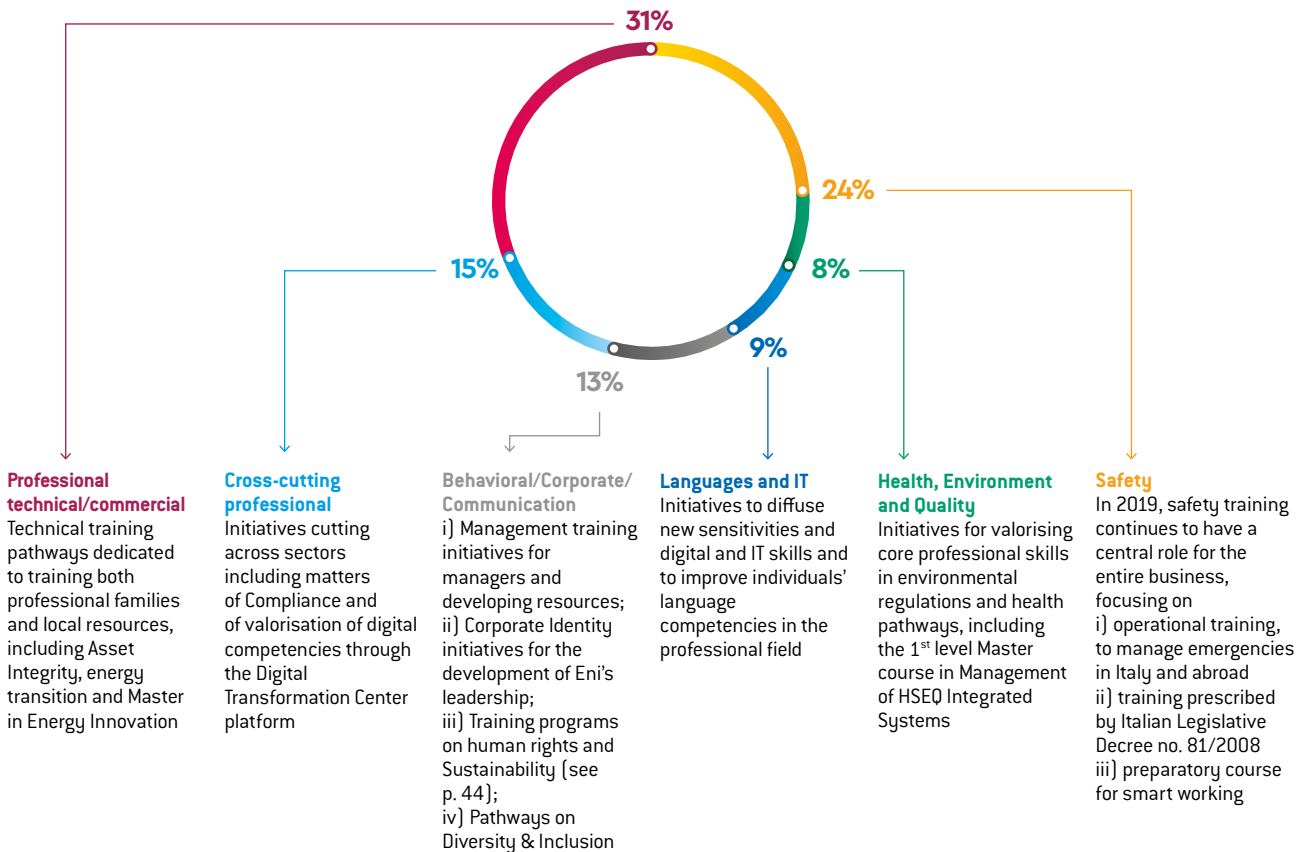 31%
24%
15%
8%
9%
13%
Professional
technical/commercial
Technical training
pathways dedicated
to training both
professional families
and local resources,
including Asset
Integrity, energy
transition and Master
in Energy Innovation
Cross-cutting
professional
Initiatives cutting
across sectors
including matters
of Compliance and
of valorisation of digital
competencies through
the Digital
Transformation Center
platform
Behavioral/Corporate/
Communication
i) Management training
initiatives for
managers and
developing resources;
ii) Corporate Identity
initiatives for the
development of Eni's
leadership;
iii) Training programs
on human rights and
Sustainability (see
p. 44);
iv) Pathways on
Diversity & Inclusion
Languages and IT
Initiatives to diffuse
new sensitivities and
digital and IT skills and
to improve individuals'
language
competencies in the
professional field
Health, Environment
and Quality
Initiatives for valorising
core professional skills
in environmental
regulations and health
pathways, including
the 1st level Master
course in Management
of HSEQ Integrated
Systems
Safety
In 2019, safety training
continues to have a
central role for the
entire business,
focusing on
i) operational training,
to manage emergencies
in Italy and abroad
ii) training prescribed
by Italian Legislative
Decree no. 81/2008
iii) preparatory course
for smart working